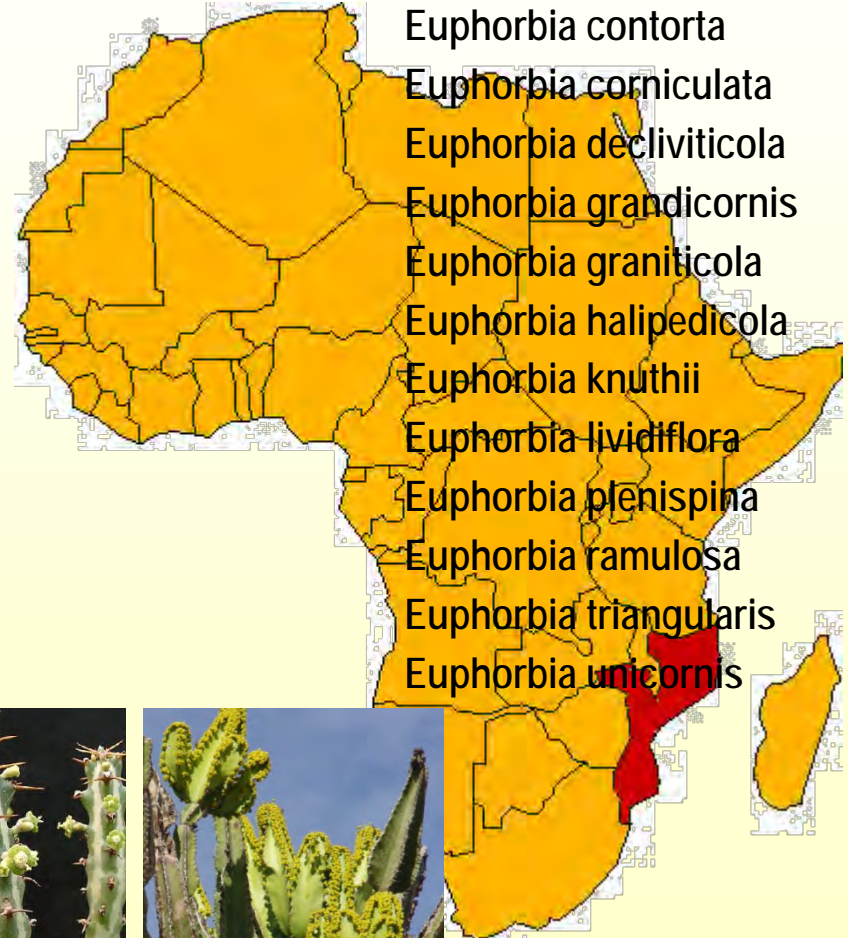 Euphorbia contorta
Euphorbia corniculata
Euphorbia decliviticola
Euphorbia grandicornis
Euphorbia graniticola
Euphorbia halipedicola
Euphorbia knuthii
Euphorbia lividiflora
Euphorbia plenispina
Euphorbia ramulosa
Euphorbia triangularis
Euphorbia unicornis